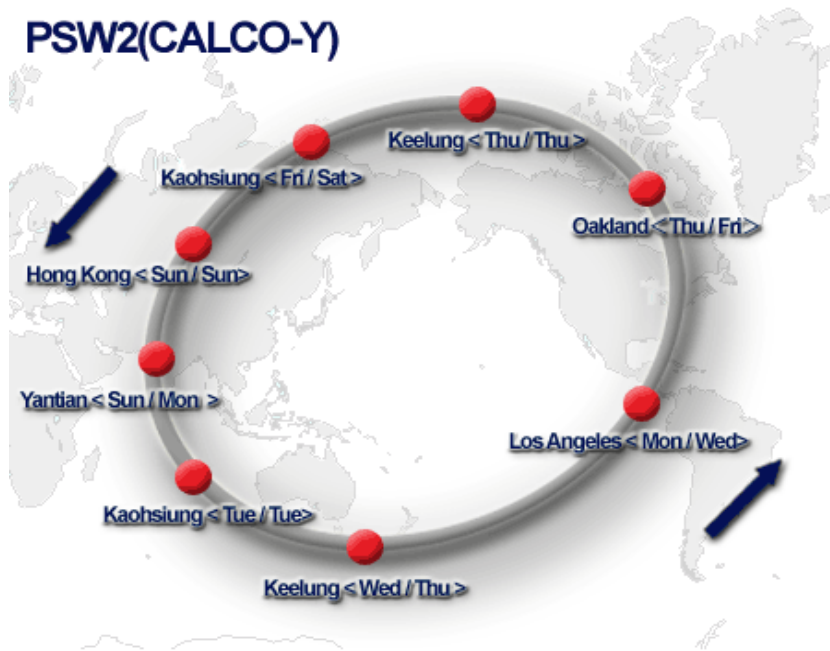 PSW2(CALCO-Y)
Keelung < Thu / Thu >
Kaohsiung < Fri / Sat >
Oakland＜Thu / Fri＞
Hong Kong < Sun / Sun>
Yantian < Sun / Mon >
Los Angeles < Mon / Wed>
Kaohsiung < Tue / Tue>
Keelung < Wed / Thu >